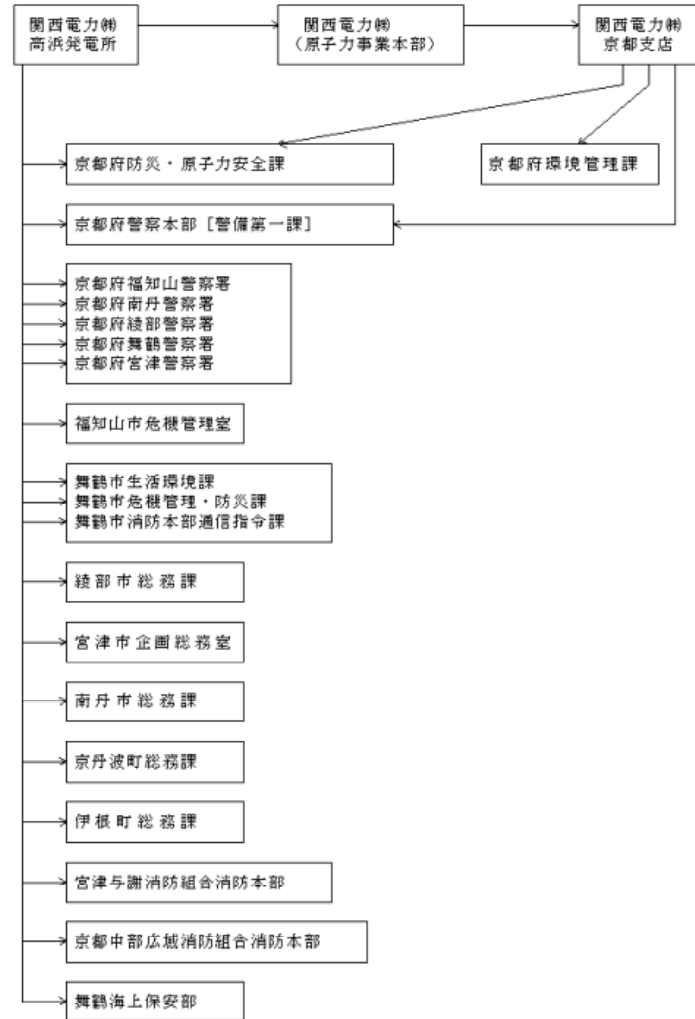 関西電力㈱
高浜発電所
関西電力㈱
（原子力事業本部）
関西電力㈱
京都支店
京都府防災・原子力安全課
京都府環境管理課
京都府警察本部［警備第一課］
京都府福知山警察署
京都府南丹警察署
京都府綾部警察署
京都府舞鶴警察署
京都府宮津警察署
福知山市危機管理室
舞鶴市生活環境課
舞鶴市危機管理・防災課
舞鶴市消防本部通信指令課
綾部市総務課
宮津市企画総務室
南丹市総務課
京丹波町総務課
伊根町総務課
宮津与謝消防組合消防本部
京都中部広域消防組合消防本部
舞鶴海上保安部